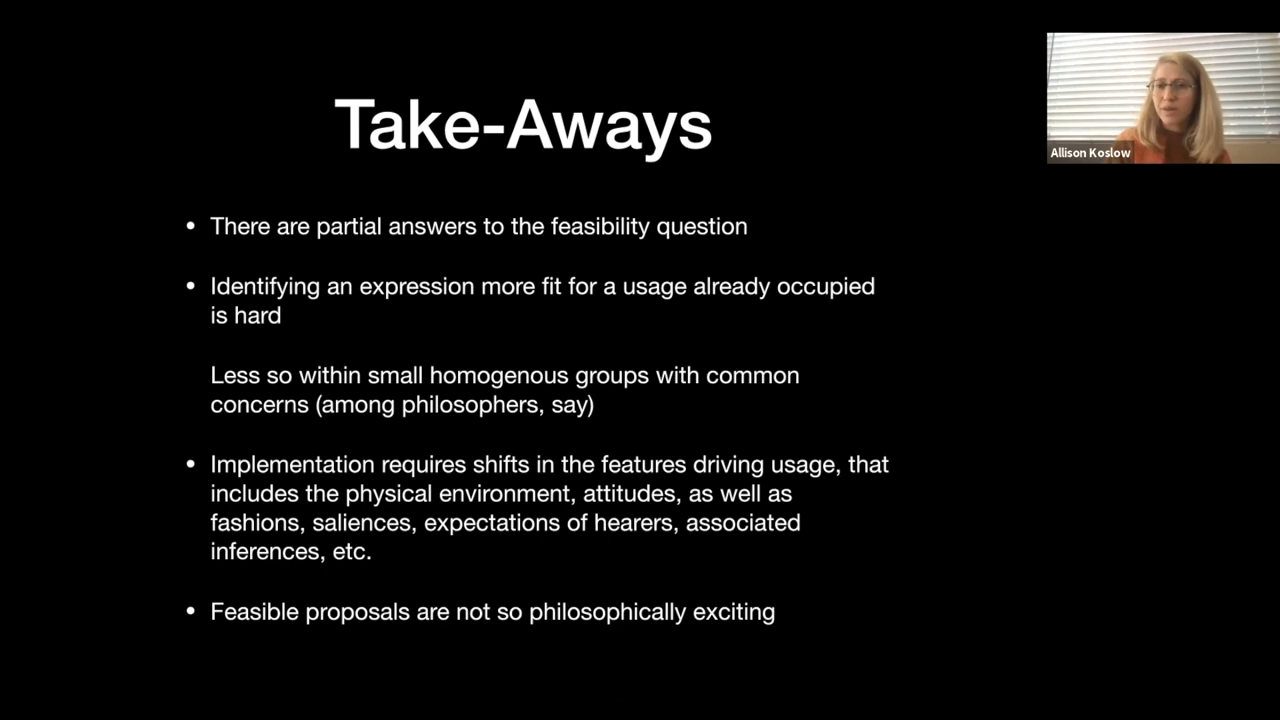 Take-Aways
Allison Koslow
• There are partial answers to the feasibility question
• Identifying an expression more fit for a usage already occupied
is hard
Less so within small homogenous groups with common
concerns (among philosophers, say)
• Implementation requires shifts in the features driving usage, that
includes the physical environment, attitudes, as well as
fashions, saliences, expectations of hearers, associated
inferences, etc.
• Feasible proposals are not so philosophically exciting